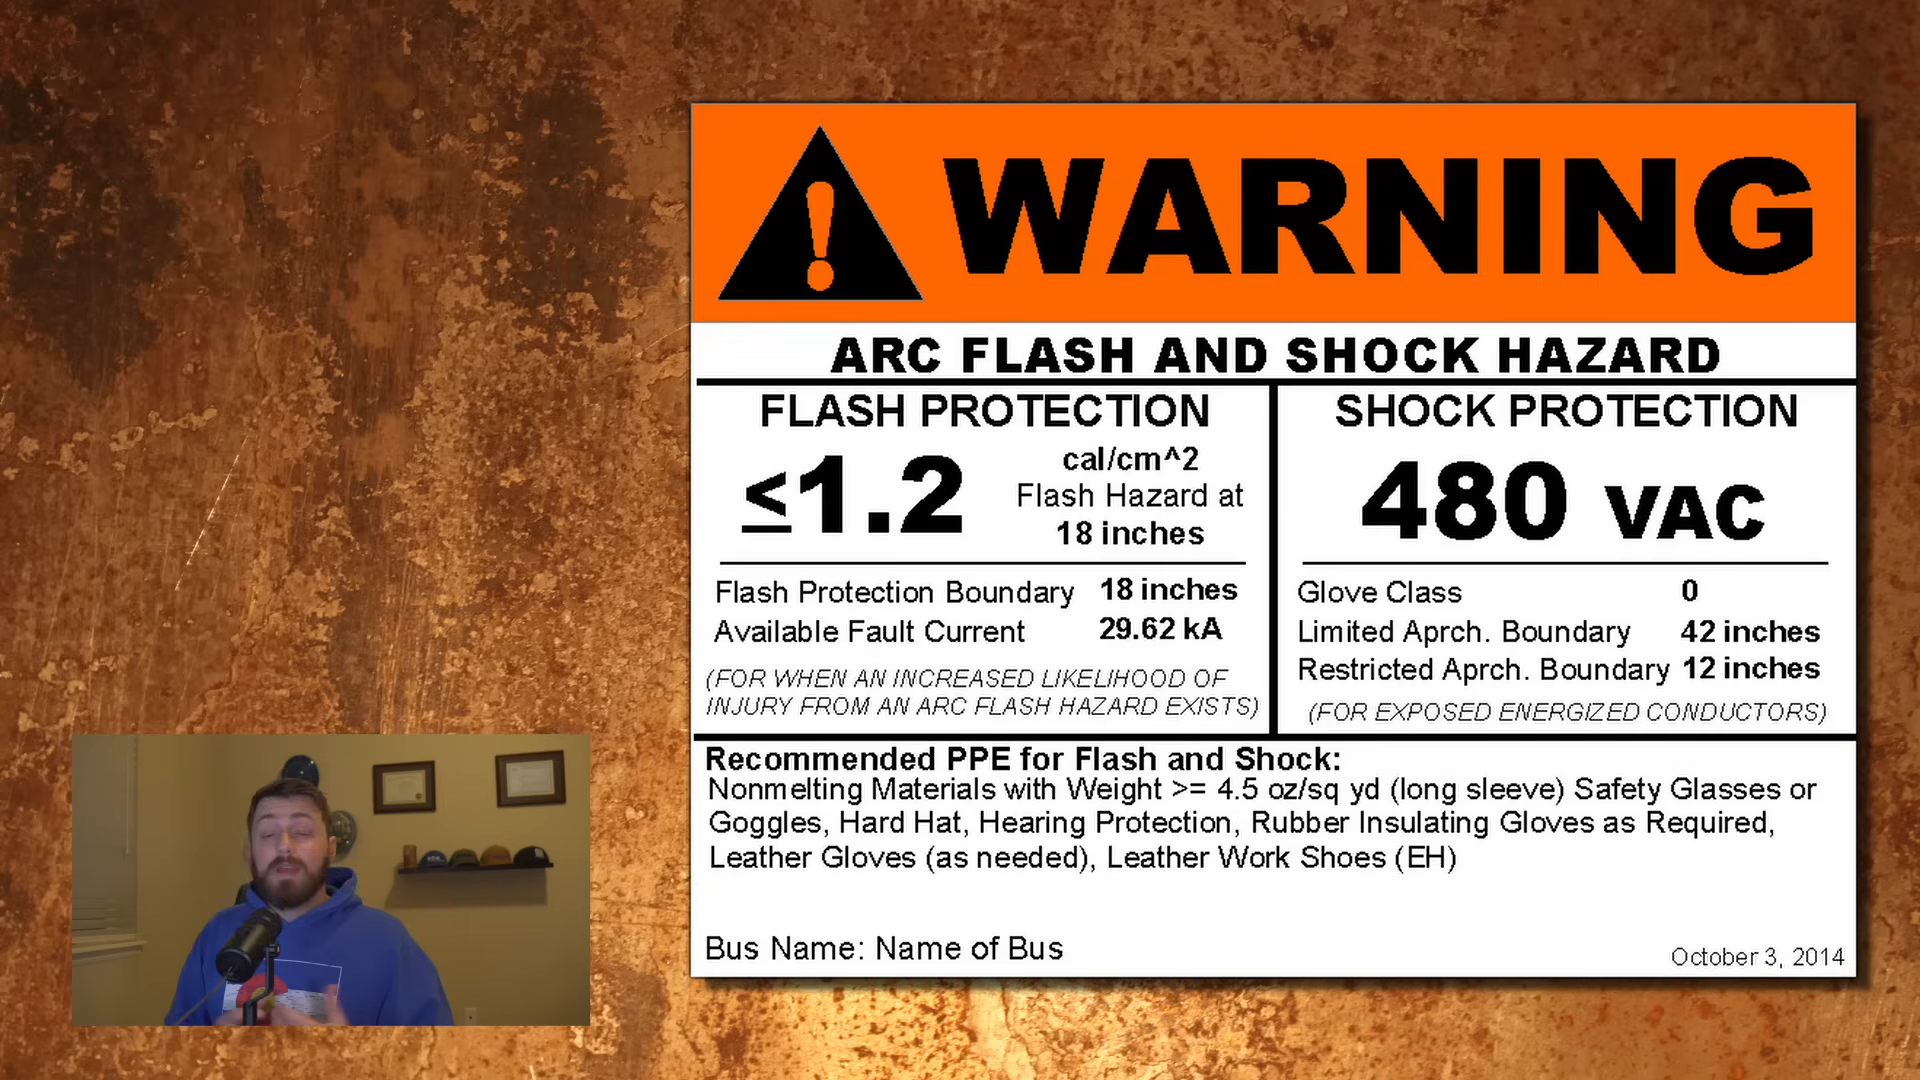 WARNING
ARC FLASH AND SHOCK HAZARD
FLASH PROTECTION
≤1.2
cal/cm^2
Flash Hazard at
18 inches
Flash Protection Boundary 18 inches
Available Fault Current 29.62 kA
(FOR WHEN AN INCREASED LIKELIHOOD OF
INJURY FROM AN ARC FLASH HAZARD EXISTS)
SHOCK PROTECTION
480 VAC
Glove Class 0
Limited Aprch. Boundary 42 inches
Restricted Aprch. Boundary 12 inches
(FOR EXPOSED ENERGIZED CONDUCTORS)
Recommended PPE for Flash and Shock:
Nonmelting Materials with Weight >= 4.5 oz/sq yd (long sleeve) Safety Glasses or
Goggles, Hard Hat, Hearing Protection, Rubber Insulating Gloves as Required,
Leather Gloves (as needed), Leather Work Shoes (EH)
Bus Name: Name of Bus
October 3, 2014